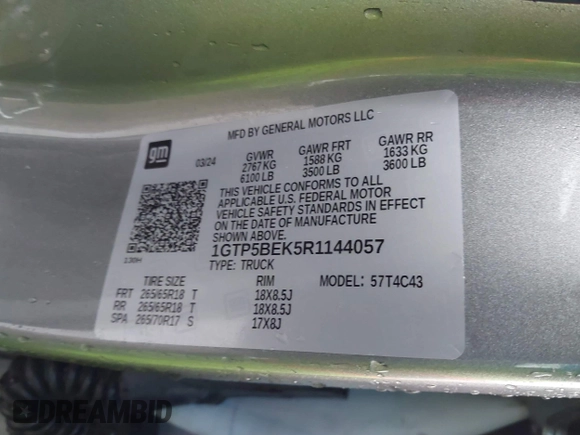 MFD BY GENERAL MOTORS LLC
gm 03/24 GVWR GAWR FRT GAWR RR
2767 KG 1588 KG 1633 KG
6100 LB 3500 LB 3600 LB
THIS VEHICLE CONFORMS TO ALL
APPLICABLE U.S. FEDERAL MOTOR
VEHICLE SAFETY STANDARDS IN EFFECT
ON THE DATE OF MANUFACTURE
SHOWN ABOVE.
130H
1GTP5BEK5R1144057
TYPE: TRUCK
TIRE SIZE RIM MODEL: 57T4C43
FRT 265/65R18 T 18X8.5J
RR 265/65R18 T 18X8.5J
SPA 265/70R17 S 17X8J
DREAMBID